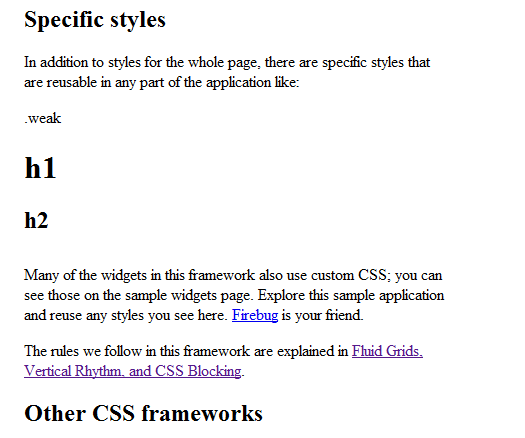 Specific styles
In addition to styles for the whole page, there are specific styles that
are reusable in any part of the application like:
.weak
h1
h2
Many of the widgets in this framework also use custom CSS; you can
see those on the sample widgets page. Explore this sample application
and reuse any styles you see here. Firebug is your friend.
The rules we follow in this framework are explained in Fluid Grids,
Vertical Rhythm, and CSS Blocking.
Other CSS frameworks